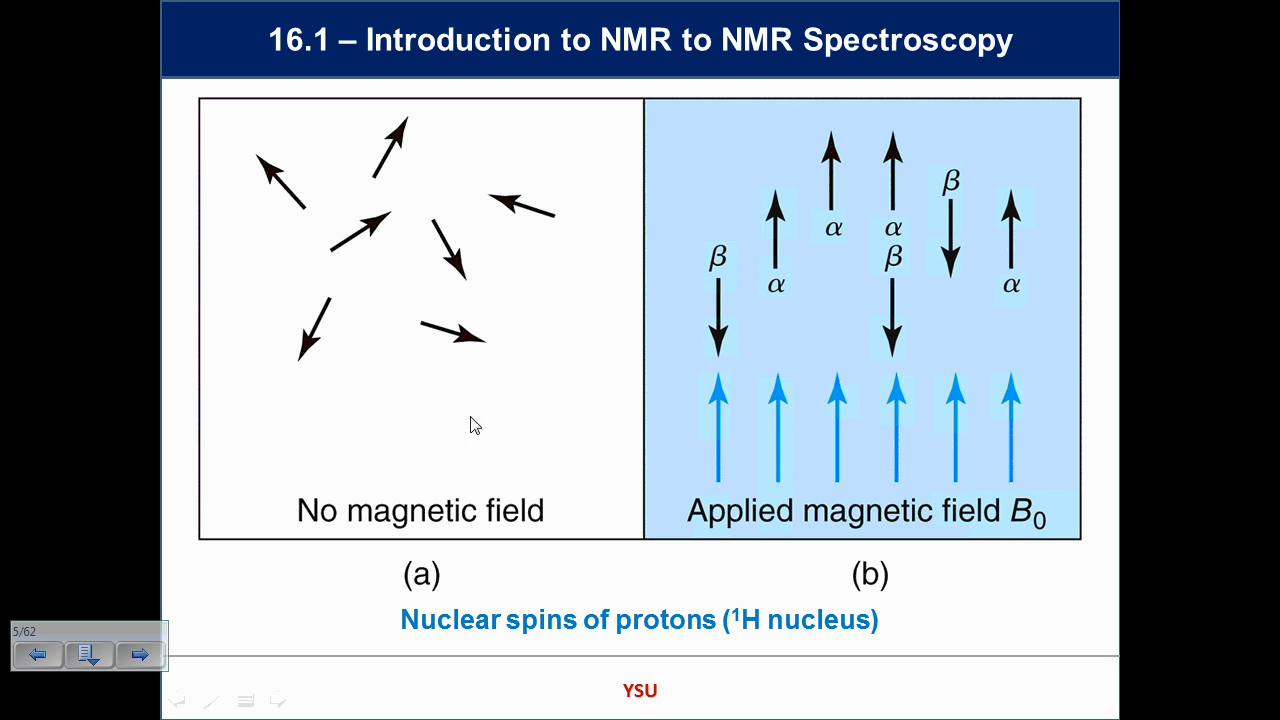 16.1 – Introduction to NMR to NMR Spectroscopy
α
α
β
α
α
β
β
α
No magnetic field
Applied magnetic field B₀
(a)
(b)
Nuclear spins of protons (¹H nucleus)
5/62
YSU